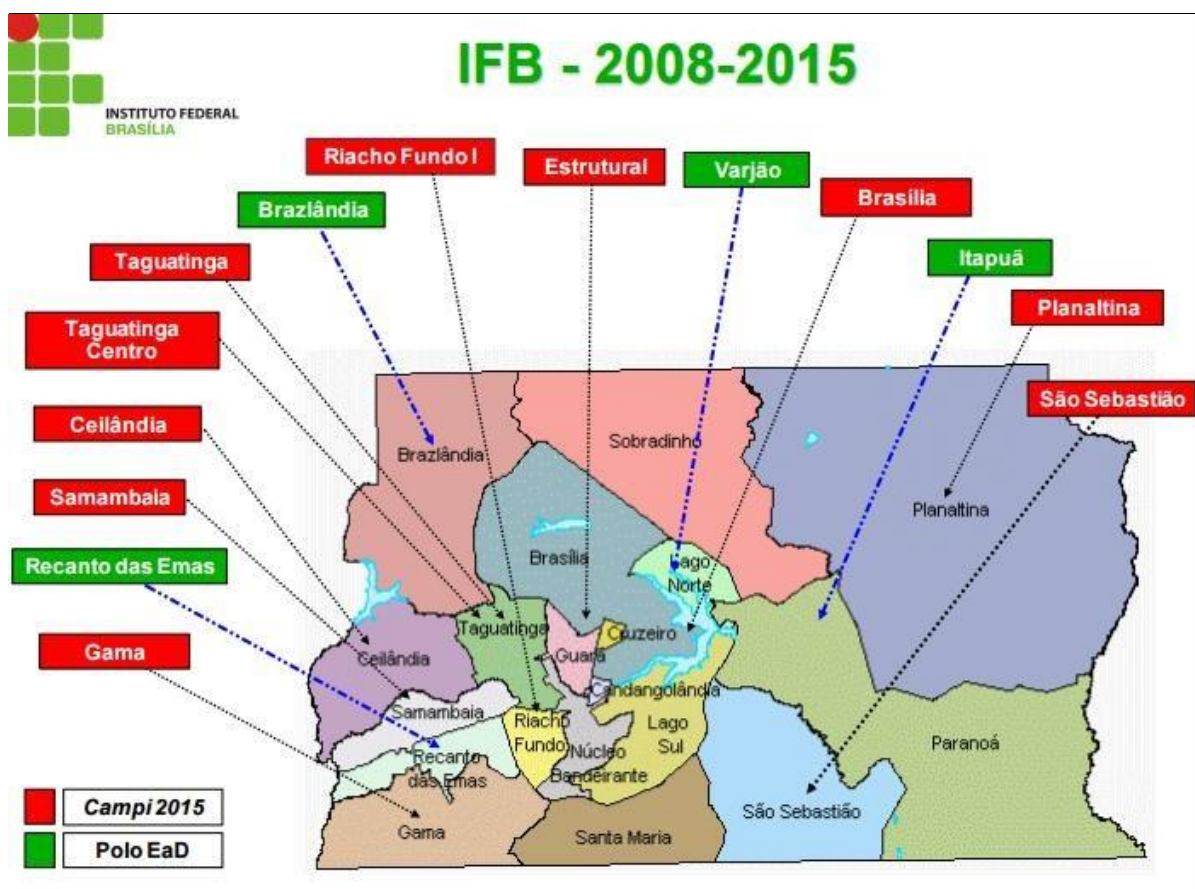 IFB - 2008-2015
INSTITUTO FEDERAL
BRASÍLIA
Riacho Fundo I
Estrutural
Varjão
Brasília
Brazlândia
Taguatinga
Itapuã
Planaltina
Taguatinga
Centro
São Sebastião
Ceilândia
Samambaia
Recanto das Emas
Gama
Brazlândia
Sobradinho
Planaltina
Brasília
Lago
Norte
Taguatinga
Cruzeiro
Guará
Ceilândia
Candangolândia
Samambaia
Riacho
Fundo
Lago
Sul
Núcleo
Bandeirante
Recanto
das Emas
Paranoá
São Sebastião
Gama
Santa Maria
Campi 2015
Polo EaD